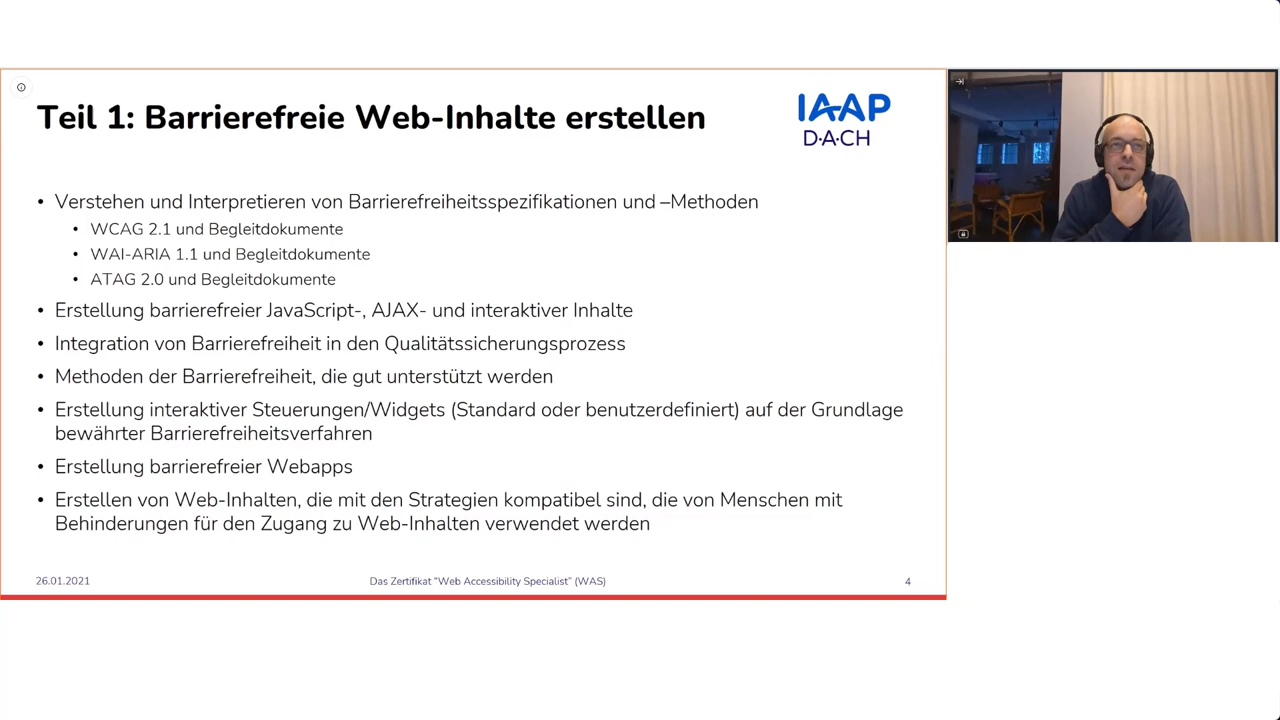 Teil 1: Barrierefreie Web-Inhalte erstellen
IAAP
D·A·CH
• Verstehen und Interpretieren von Barrierefreiheitsspezifikationen und –Methoden
• WCAG 2.1 und Begleitdokumente
• WAI-ARIA 1.1 und Begleitdokumente
• ATAG 2.0 und Begleitdokumente
• Erstellung barrierefreier JavaScript-, AJAX- und interaktiver Inhalte
• Integration von Barrierefreiheit in den Qualitätssicherungsprozess
• Methoden der Barrierefreiheit, die gut unterstützt werden
• Erstellung interaktiver Steuerungen/Widgets (Standard oder benutzerdefiniert) auf der Grundlage
bewährter Barrierefreiheitsverfahren
• Erstellung barrierefreier Webapps
• Erstellen von Web-Inhalten, die mit den Strategien kompatibel sind, die von Menschen mit
Behinderungen für den Zugang zu Web-Inhalten verwendet werden
26.01.2021
Das Zertifikat "Web Accessibility Specialist" (WAS)
4